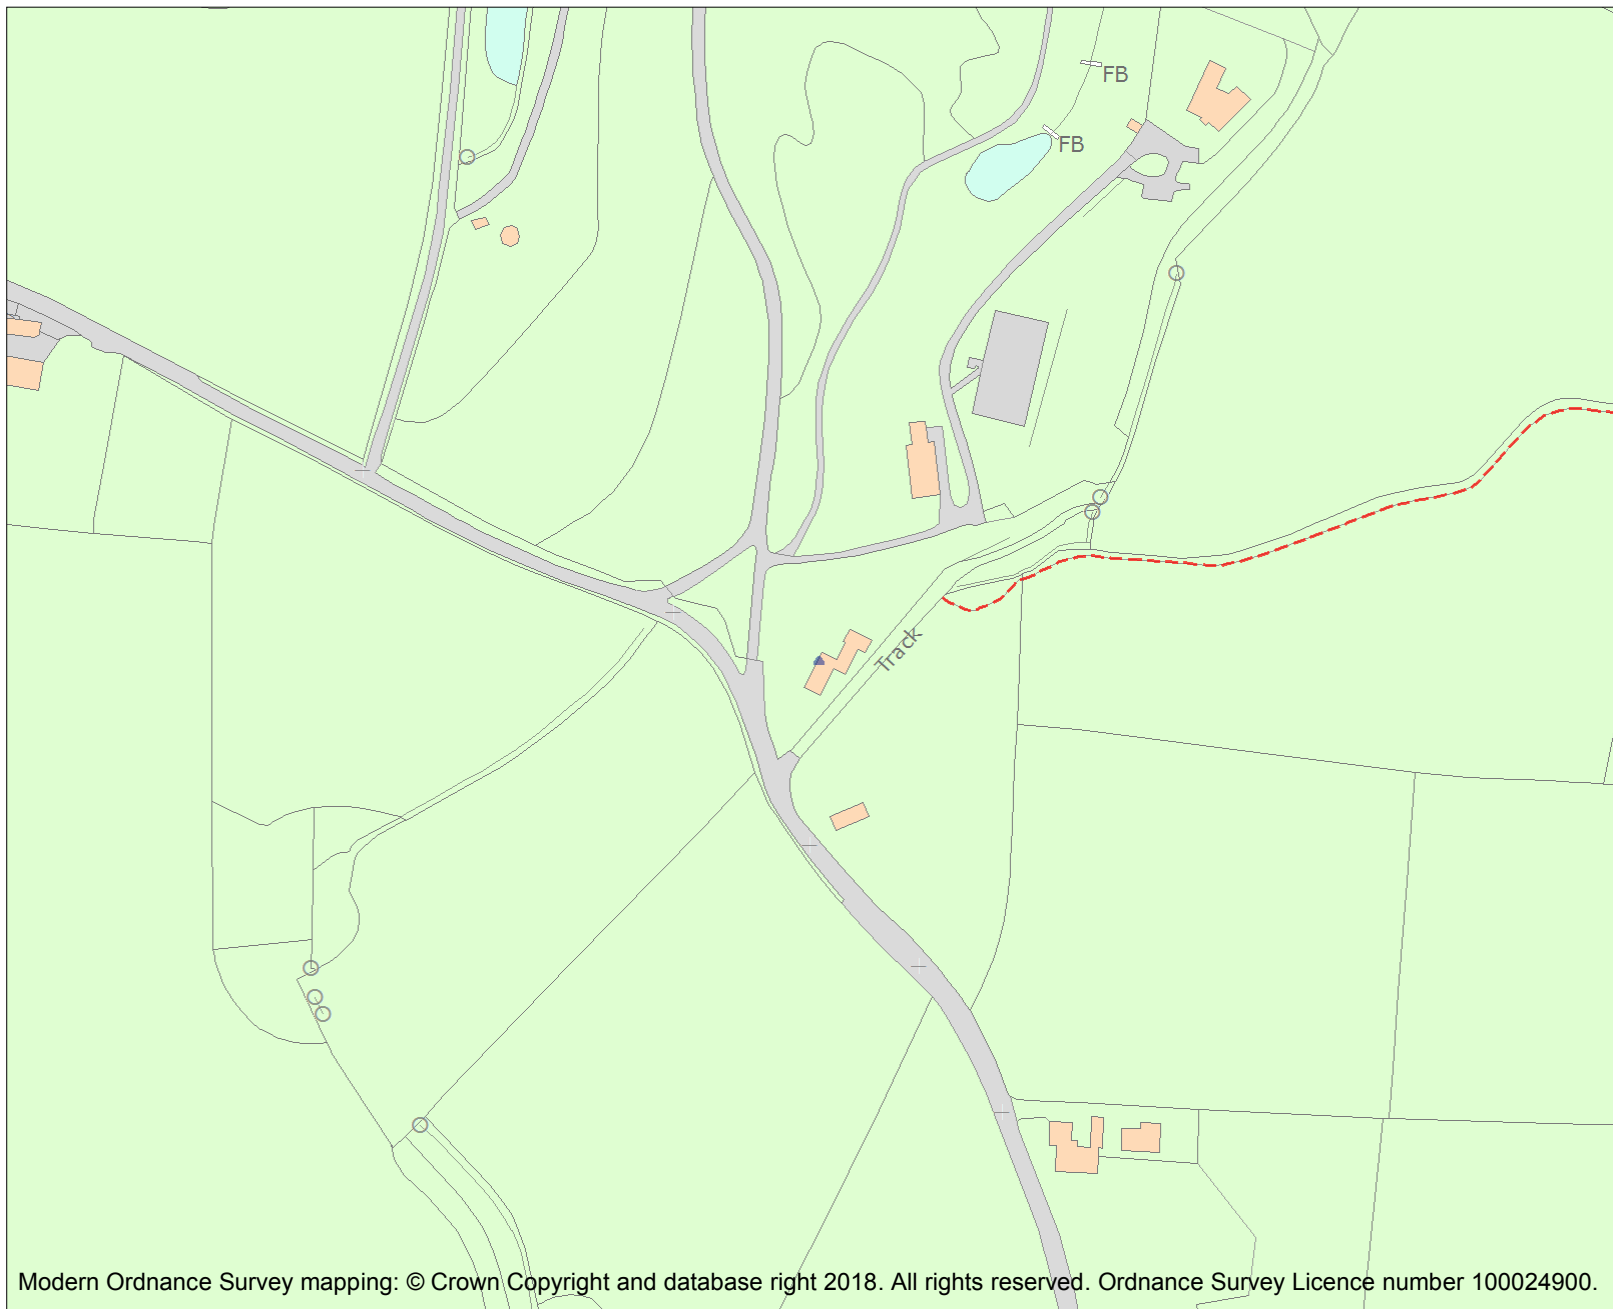 FB
FB
Track
Modern Ordnance Survey mapping: © Crown Copyright and database right 2018. All rights reserved. Ordnance Survey Licence number 100024900.